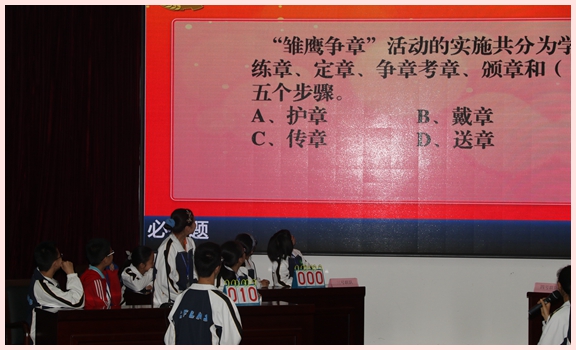 “雏鹰争章”活动的实施共分为学
练章、定章、争章考章、颁章和（
五个步骤。
A、护章 B、戴章
C、传章 D、送章
必 题
010
000